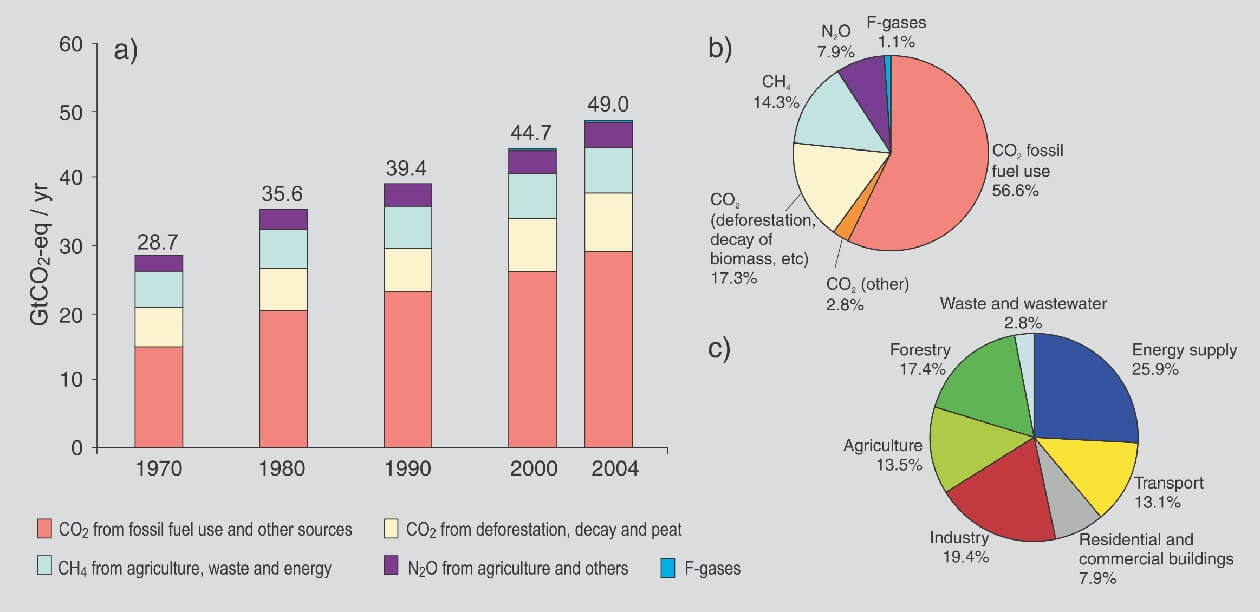 a)
60
50
40
30
20
10
0
GtCO₂-eq / yr
28.7
35.6
39.4
44.7
49.0
1970
1980
1990
2000
2004
CO₂ from fossil fuel use and other sources
CO₂ from deforestation, decay and peat
CH₄ from agriculture, waste and energy
N₂O from agriculture and others
F-gases
b)
F-gases
1.1%
N₂O
7.9%
CH₄
14.3%
CO₂ fossil
fuel use
56.6%
CO₂
(deforestation,
decay of
biomass, etc)
17.3%
CO₂ (other)
2.8%
c)
Waste and wastewater
2.8%
Forestry
17.4%
Energy supply
25.9%
Agriculture
13.5%
Transport
13.1%
Industry
19.4%
Residential and
commercial buildings
7.9%